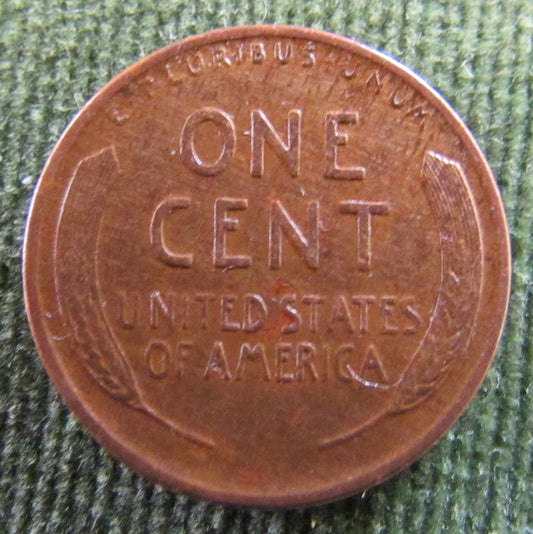 E·PLURIBUS·UNUM
ONE
CENT
UNITED STATES
OF AMERICA